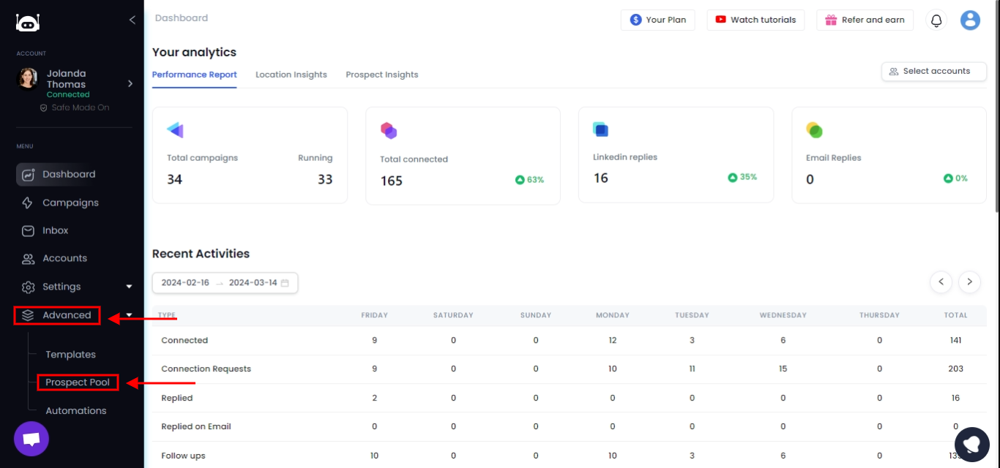 Dashboard
Your Plan
Watch tutorials
Refer and earn
ACCOUNT
Jolanda
Thomas
Connected
Safe Mode On
MENU
Dashboard
Campaigns
Inbox
Accounts
Settings
Advanced
Templates
Prospect Pool
Automations
Your analytics
Performance Report Location Insights Prospect Insights
Select accounts
Total campaigns Running
34 33
Total connected
165 63%
Linkedin replies
16 35%
Email Replies
0 0%
Recent Activities
2024-02-16 → 2024-03-14
TYPE FRIDAY SATURDAY SUNDAY MONDAY TUESDAY WEDNESDAY THURSDAY TOTAL
Connected 9 0 0 12 3 6 0 141
Connection Requests 9 0 0 10 11 15 0 203
Replied 2 0 0 0 0 0 0 16
Replied on Email 0 0 0 0 0 0 0 0
Follow ups 10 0 0 10 3 6 0